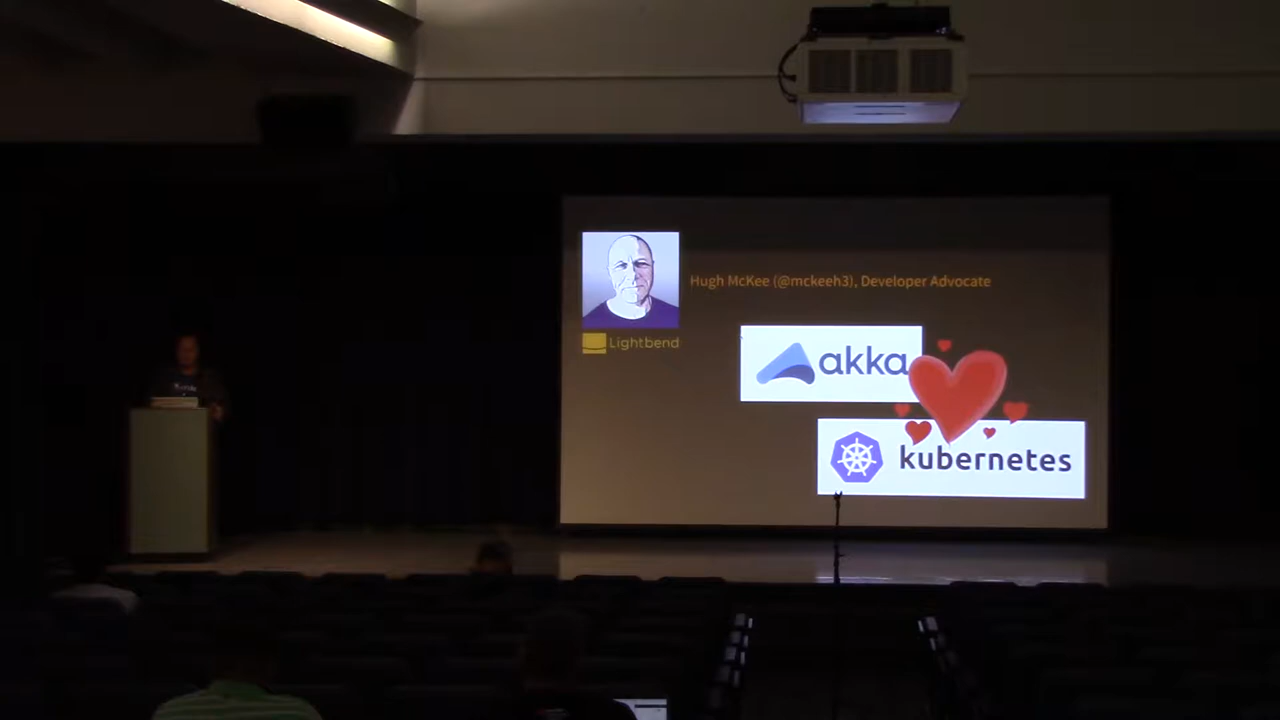 Hugh McKee (@mckeeh3), Developer Advocate
Lightbend
akka
kubernetes